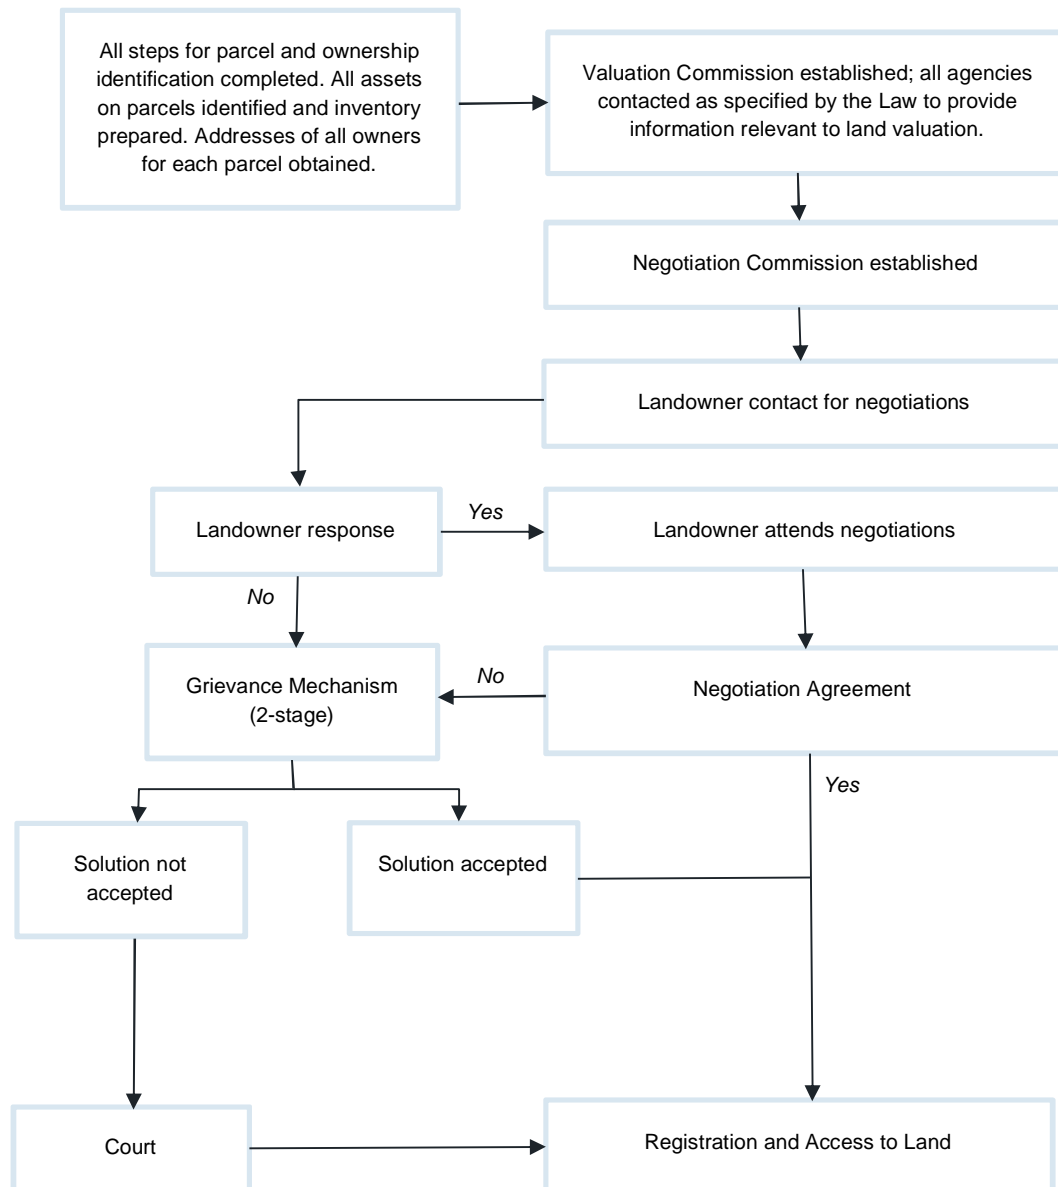 All steps for parcel and ownership
identification completed. All assets
on parcels identified and inventory
prepared. Addresses of all owners
for each parcel obtained.
Valuation Commission established; all agencies
contacted as specified by the Law to provide
information relevant to land valuation.
Negotiation Commission established
Landowner contact for negotiations
Landowner response
Yes
Landowner attends negotiations
No
Grievance Mechanism
(2-stage)
No
Negotiation Agreement
Yes
Solution not
accepted
Solution accepted
Court
Registration and Access to Land